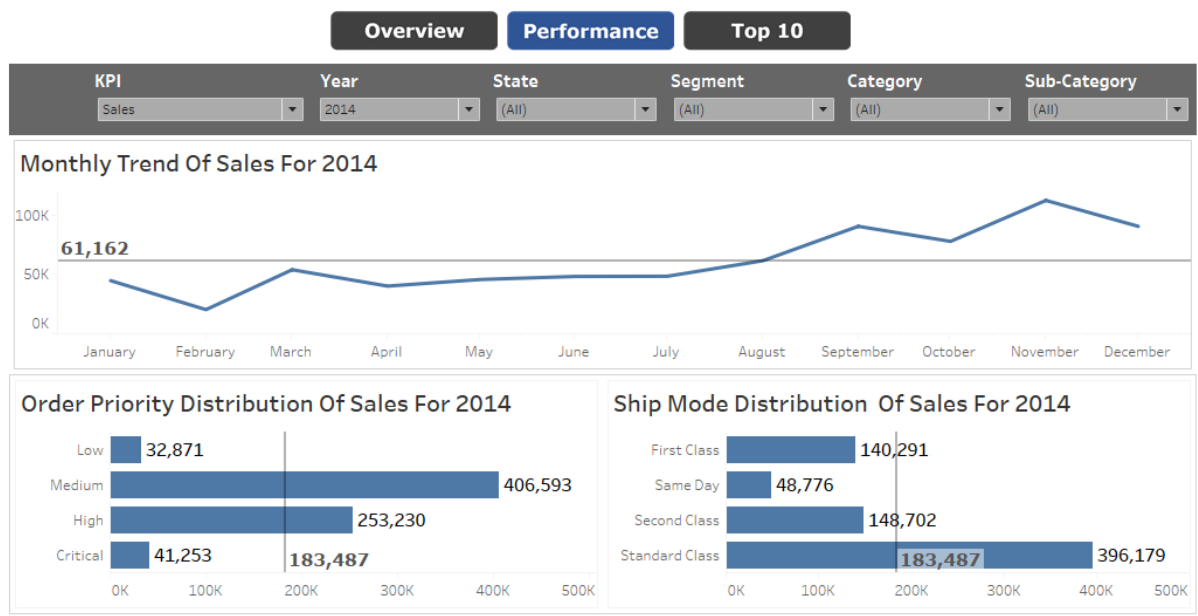 Overview Performance Top 10
KPI Year State Segment Category Sub-Category
Sales 2014 (All) (All) (All) (All)
Monthly Trend Of Sales For 2014
100K
61,162
50K
0K
January February March April May June July August September October November December
Order Priority Distribution Of Sales For 2014
Low 32,871
Medium 406,593
High 253,230
Critical 41,253
183,487
0K 100K 200K 300K 400K 500K
Ship Mode Distribution Of Sales For 2014
First Class 140,291
Same Day 48,776
Second Class 148,702
Standard Class 396,179
183,487
0K 100K 200K 300K 400K 500K